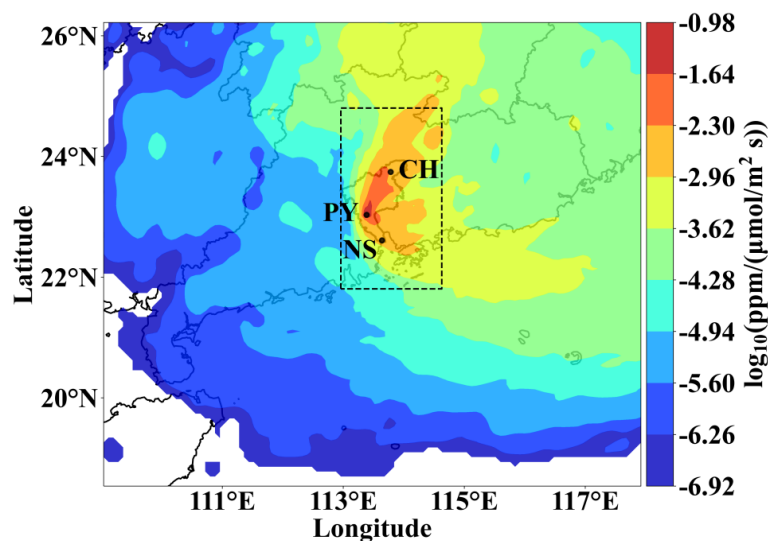 26°N
24°N
22°N
20°N
Latitude
111°E
113°E
115°E
117°E
Longitude
CH
PY
NS
-0.98
-1.64
-2.30
-2.96
-3.62
-4.28
-4.94
-5.60
-6.26
-6.92
log₁₀(ppm/(μmol/m² s))